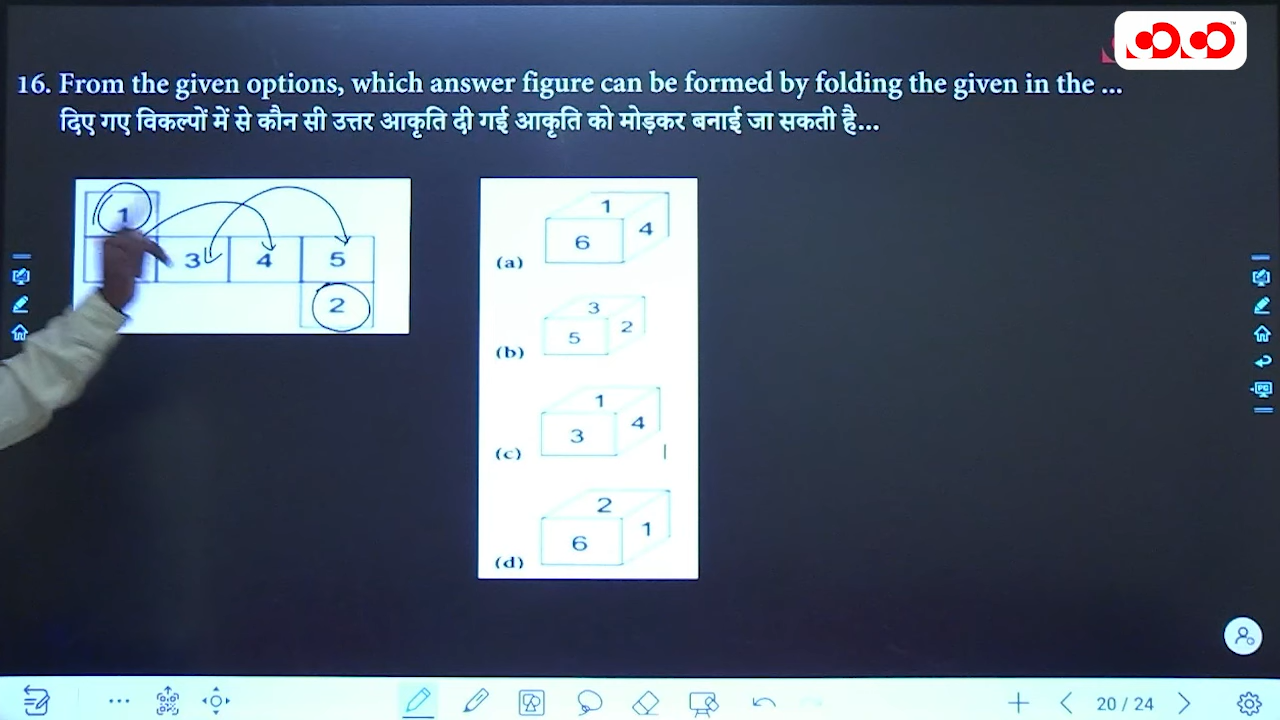 16. From the given options, which answer figure can be formed by folding the given in the ...
दिए गए विकल्पों में से कौन सी उत्तर आकृति दी गई आकृति को मोड़कर बनाई जा सकती है...
1
3 4 5
2
1
6 4
(a)
3
5 2
(b)
1
3 4
(c)
2
6 1
(d)
20 / 24